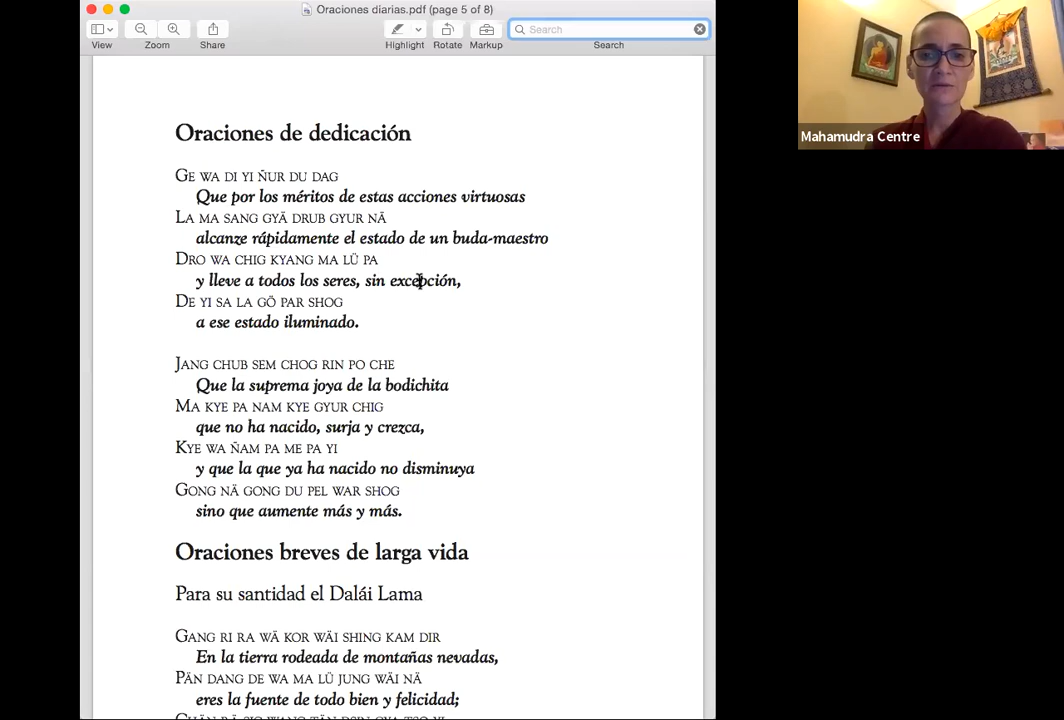 Oraciones diarias.pdf (page 5 of 8)
Search
View
Zoom
Share
Highlight
Rotate
Markup
Search
Mahamudra Centre
Oraciones de dedicación
GE WA DI YI ÑUR DU DAG
Que por los méritos de estas acciones virtuosas
LA MA SANG GYÄ DRUB GYUR NÄ
alcanze rápidamente el estado de un buda-maestro
DRO WA CHIG KYANG MA LÜ PA
y lleve a todos los seres, sin excepción,
DE YI SA LA GÖ PAR SHOG
a ese estado iluminado.
JANG CHUB SEM CHOG RIN PO CHE
Que la suprema joya de la bodichita
MA KYE PA NAM KYE GYUR CHIG
que no ha nacido, surja y crezca,
KYE WA ÑAM PA ME PA YI
y que la que ya ha nacido no disminuya
GONG NÄ GONG DU PEL WAR SHOG
sino que aumente más y más.
Oraciones breves de larga vida
Para su santidad el Dalái Lama
GANG RI RA WÄ KOR WÄI SHING KAM DIR
En la tierra rodeada de montañas nevadas,
PÄN DANG DE WA MA LÜ JUNG WÄI NÄ
eres la fuente de todo bien y felicidad;